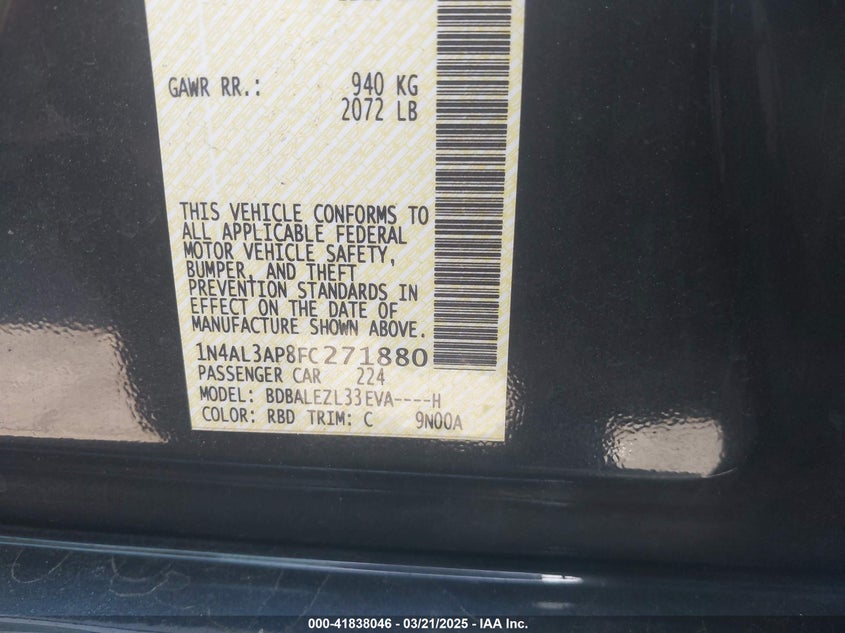 GAWR RR.: 940 KG
2072 LB
THIS VEHICLE CONFORMS TO
ALL APPLICABLE FEDERAL
MOTOR VEHICLE SAFETY,
BUMPER, AND THEFT
PREVENTION STANDARDS IN
EFFECT ON THE DATE OF
MANUFACTURE SHOWN ABOVE.
1N4AL3AP8FC271880
PASSENGER CAR 224
MODEL: BDBALEZL33EVA----H
COLOR: RBD TRIM: C 9N00A
000-41838046 — 03/21/2025 — IAA Inc.